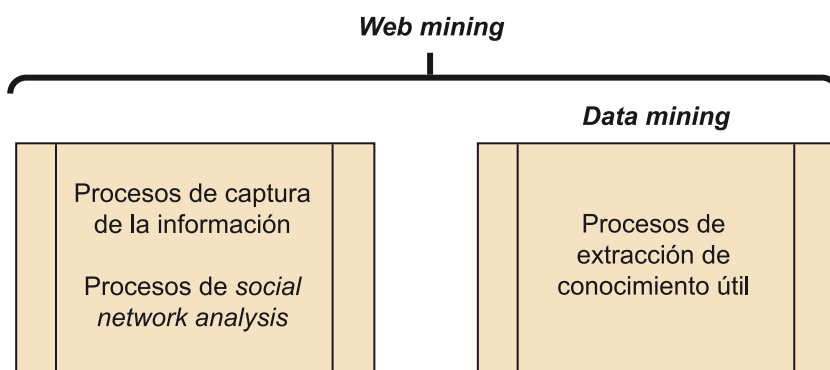 Web mining
Data mining
Procesos de captura
de la información
Procesos de social
network analysis
Procesos de
extracción de
conocimiento útil